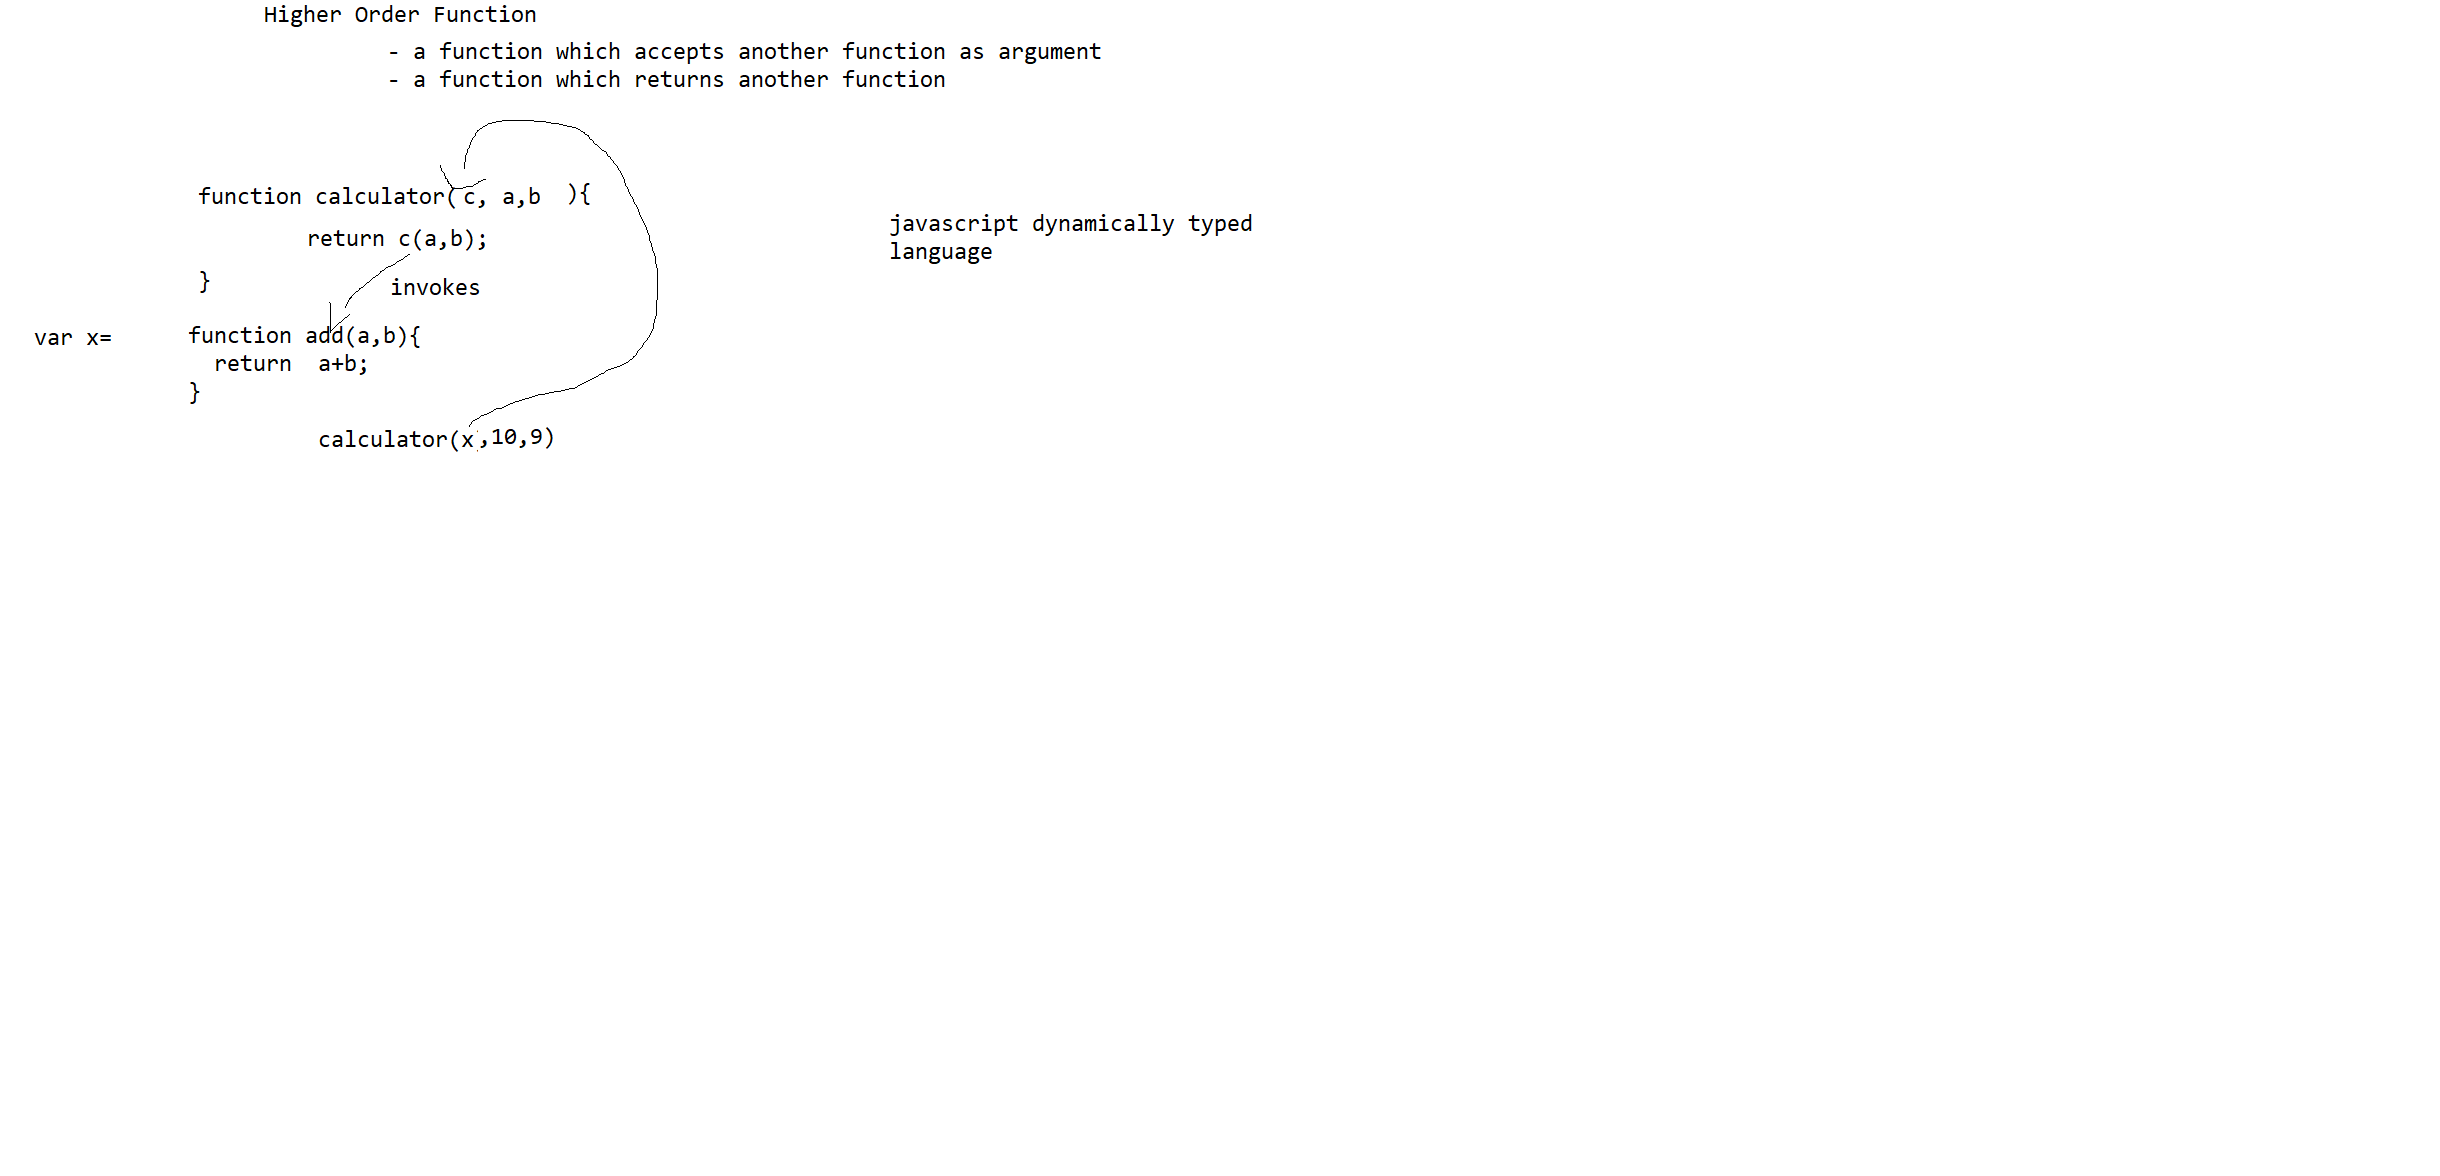 Higher Order Function
- a function which accepts another function as argument
- a function which returns another function
function calculator( c, a,b ){
return c(a,b);
}
invokes
var x= function add(a,b){
return a+b;
}
calculator(x,10,9)
javascript dynamically typed
language